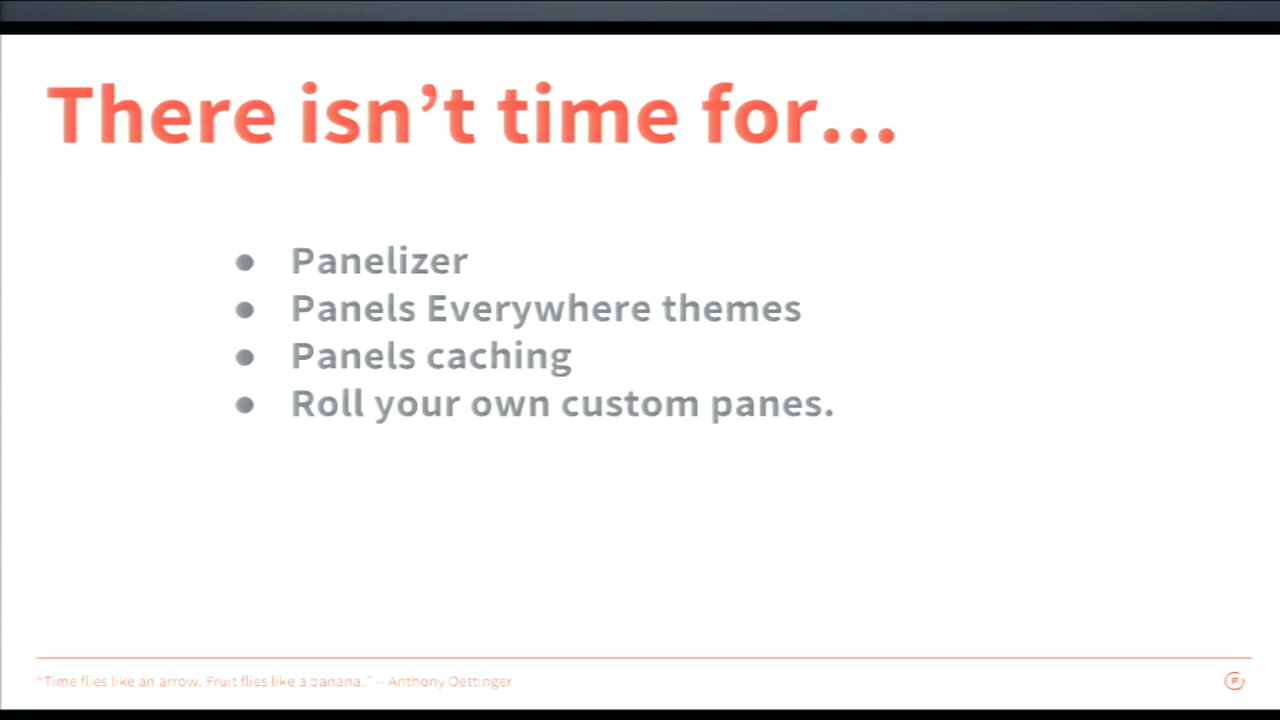 There isn’t time for...
● Panelizer
● Panels Everywhere themes
● Panels caching
● Roll your own custom panes.
“Time flies like an arrow. Fruit flies like a banana.” -- Anthony Oettinger